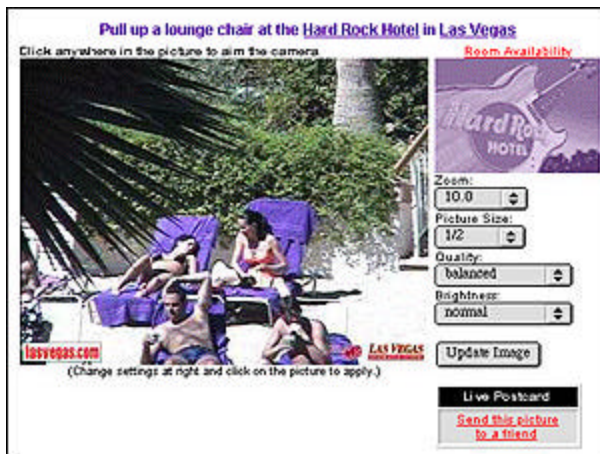 Pull up a lounge chair at the Hard Rock Hotel in Las Vegas
Click anywhere in the picture to aim the camera
Room Availability
Hard Rock
HOTEL
Zoom:
10.0
Picture Size:
1/2
Quality:
balanced
Brightness:
normal
lasvegas.com
LAS VEGAS
Update Image
(Change settings at right and click on the picture to apply.)
Live Postcard
Send this picture
to a friend